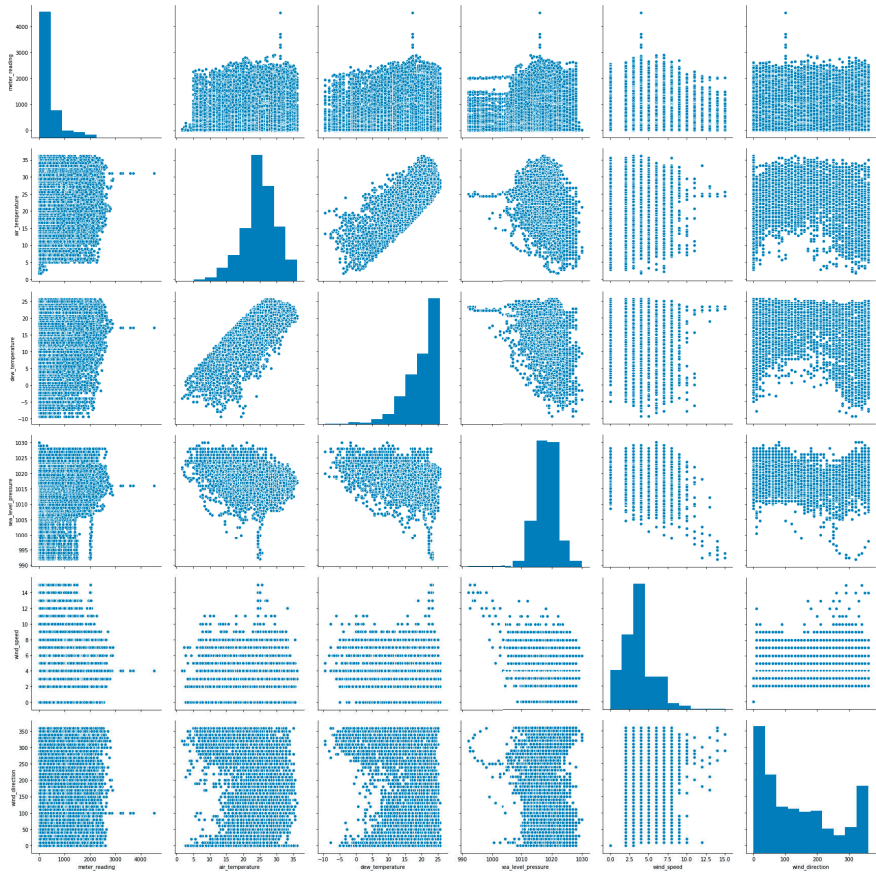 meter_reading
4000
3000
2000
1000
0
air_temperature
35
30
25
20
15
10
5
0
dew_temperature
25
20
15
10
5
0
−5
−10
sea_level_pressure
1030
1025
1020
1015
1010
1005
1000
995
990
wind_speed
14
12
10
8
6
4
2
0
wind_direction
350
300
250
200
150
100
50
0
0 1000 2000 3000 4000
meter_reading
0 5 10 15 20 25 30 35
air_temperature
−10 −5 0 5 10 15 20 25
dew_temperature
990 1000 1010 1020 1030
sea_level_pressure
0.0 2.5 5.0 7.5 10.0 12.5 15.0
wind_speed
0 100 200 300
wind_direction